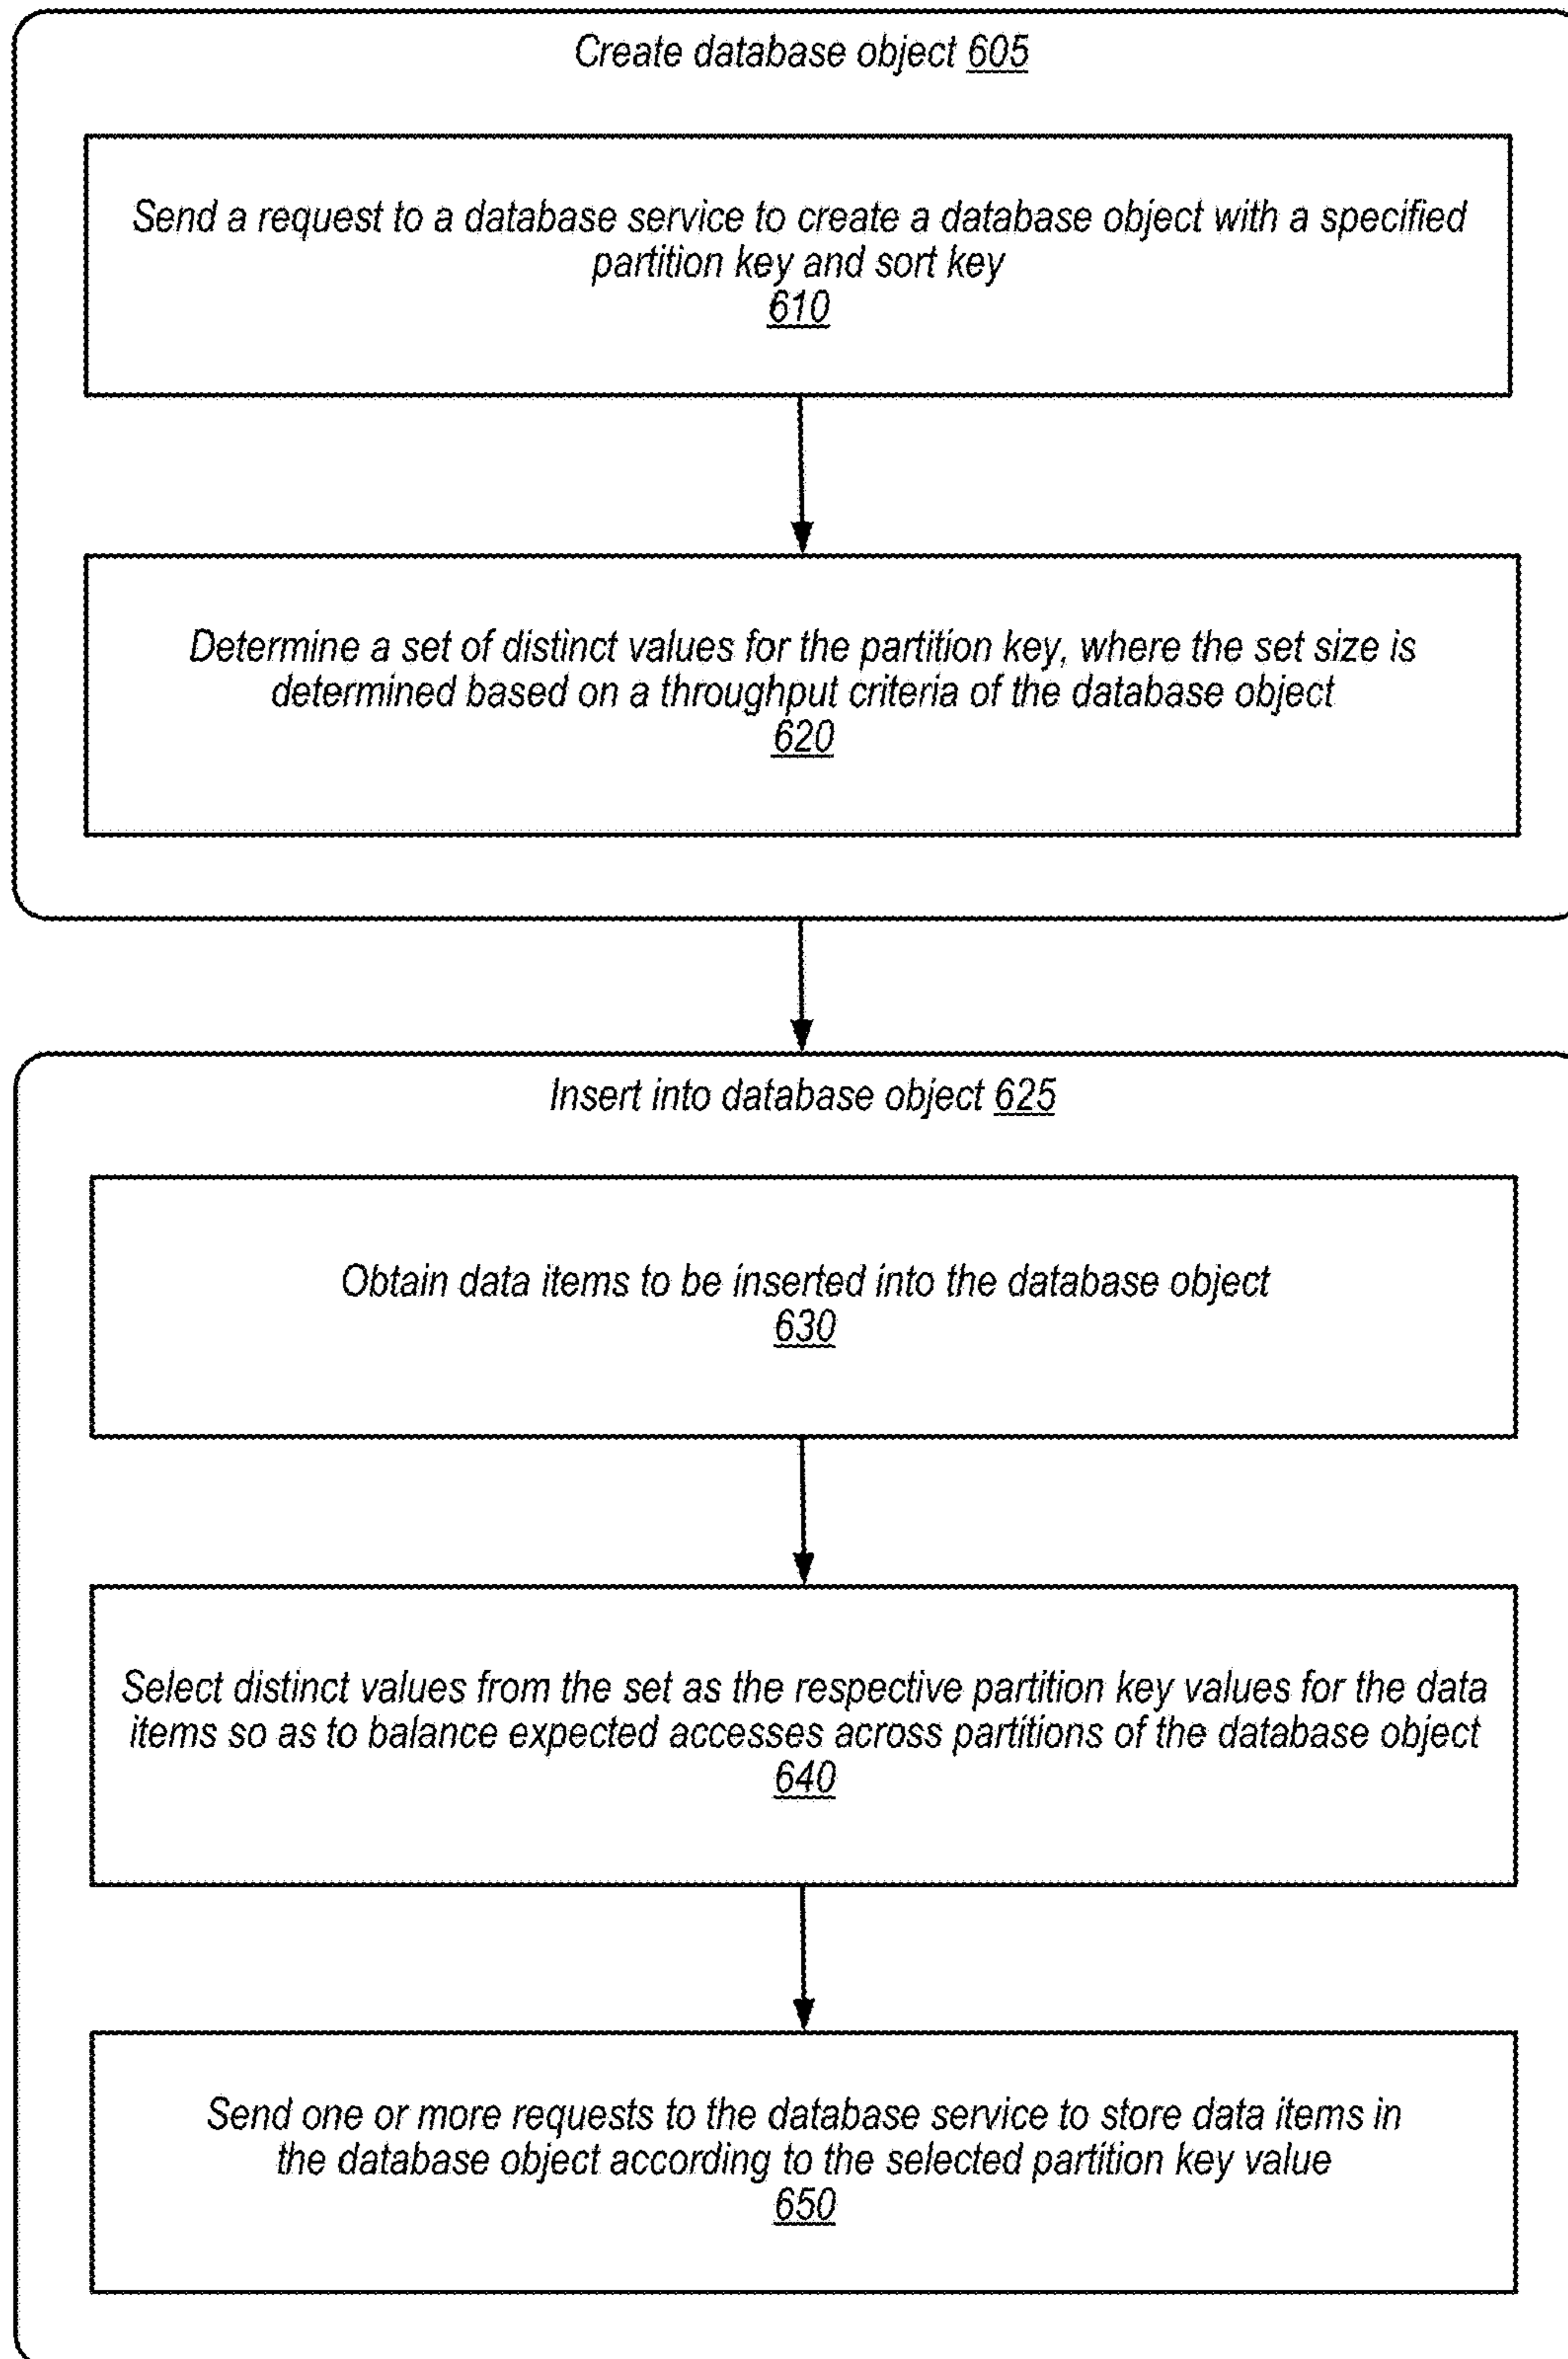 Create database object 605
Send a request to a database service to create a database object with a specified
partition key and sort key
610
Determine a set of distinct values for the partition key, where the set size is
determined based on a throughput criteria of the database object
620
Insert into database object 625
Obtain data items to be inserted into the database object
630
Select distinct values from the set as the respective partition key values for the data
items so as to balance expected accesses across partitions of the database object
640
Send one or more requests to the database service to store data items in
the database object according to the selected partition key value
650